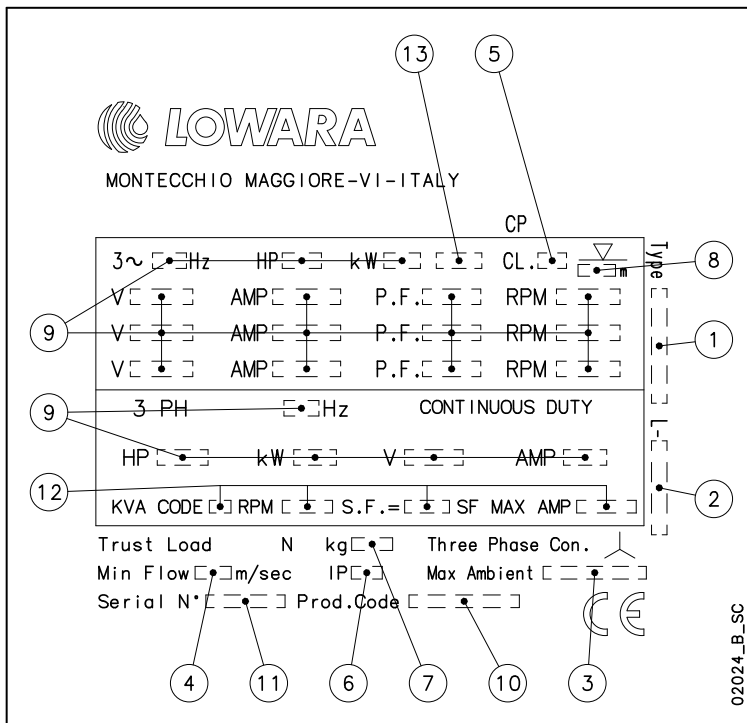 13 5
LOWARA
MONTECCHIO MAGGIORE-VI-ITALY
CP
3~ Hz HP kW CL. m Type 8
V AMP P.F. RPM
9 V AMP P.F. RPM 1
V AMP P.F. RPM
9 3 PH Hz CONTINUOUS DUTY L-
HP kW V AMP
12 KVA CODE RPM S.F.= SF MAX AMP 2
Trust Load N kg Three Phase Con.
Min Flow m/sec IP Max Ambient
Serial N° Prod.Code CE
4 11 6 7 10 3
02024_B_SC